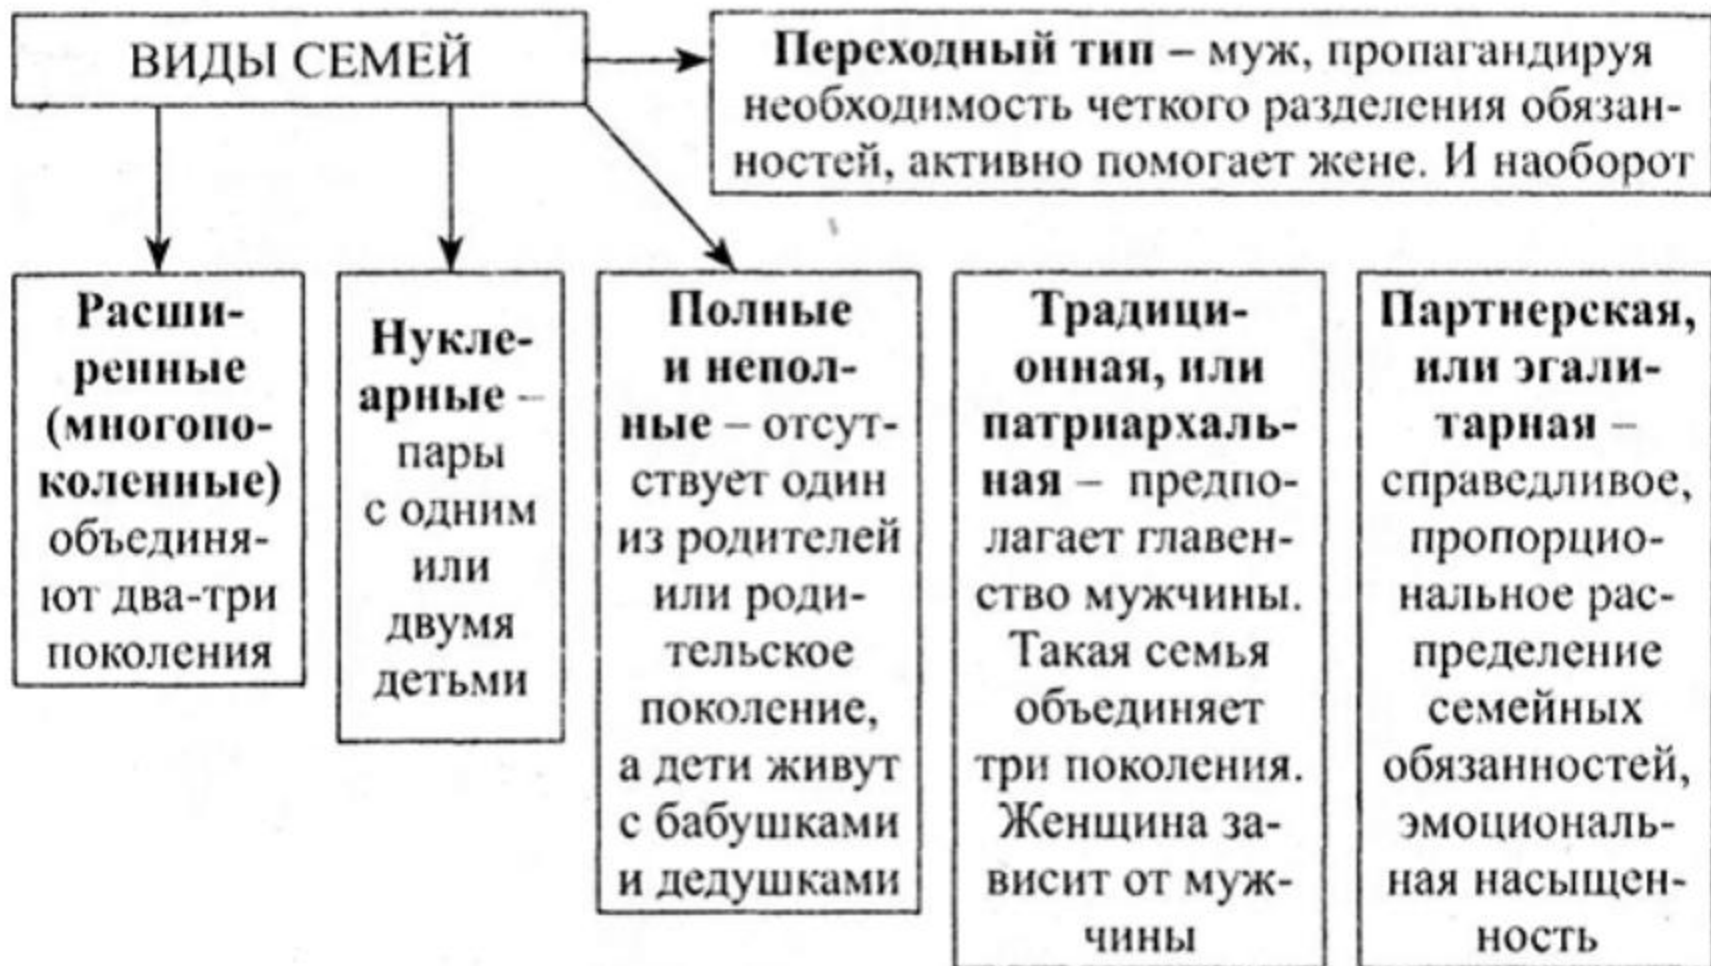 ВИДЫ СЕМЕЙ
Переходный тип – муж, пропагандируя
необходимость четкого разделения обязан-
ностей, активно помогает жене. И наоборот
Расши-
ренные
(многопо-
коленные)
объединя-
ют два-три
поколения
Нукле-
арные –
пары
с одним
или
двумя
детьми
Полные
и непол-
ные – отсут-
ствует один
из родителей
или роди-
тельское
поколение,
а дети живут
с бабушками
и дедушками
Традици-
онная, или
патриархаль-
ная – предпо-
лагает главен-
ство мужчины.
Такая семья
объединяет
три поколения.
Женщина за-
висит от муж-
чины
Партнерская,
или эгали-
тарная –
справедливое,
пропорцио-
нальное рас-
пределение
семейных
обязанностей,
эмоциональ-
ная насыщен-
ность